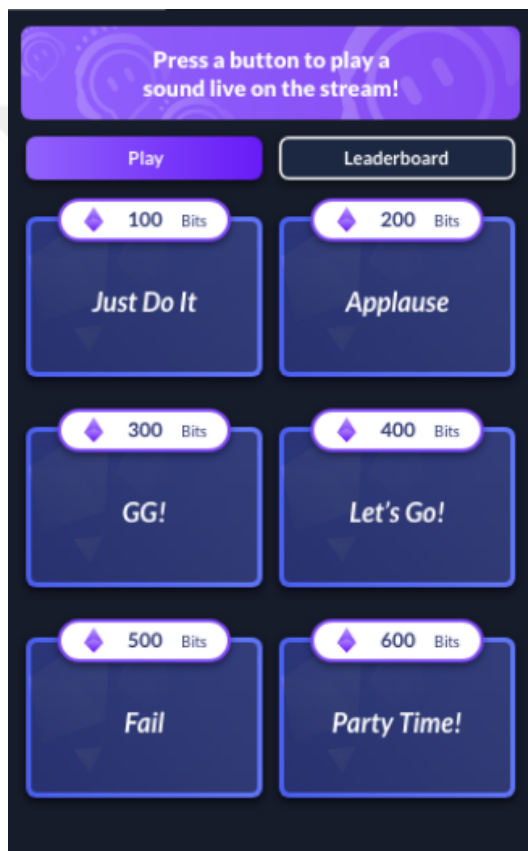 Press a button to play a
sound live on the stream!
Play
Leaderboard
100 Bits
200 Bits
Just Do It
Applause
300 Bits
400 Bits
GG!
Let's Go!
500 Bits
600 Bits
Fail
Party Time!